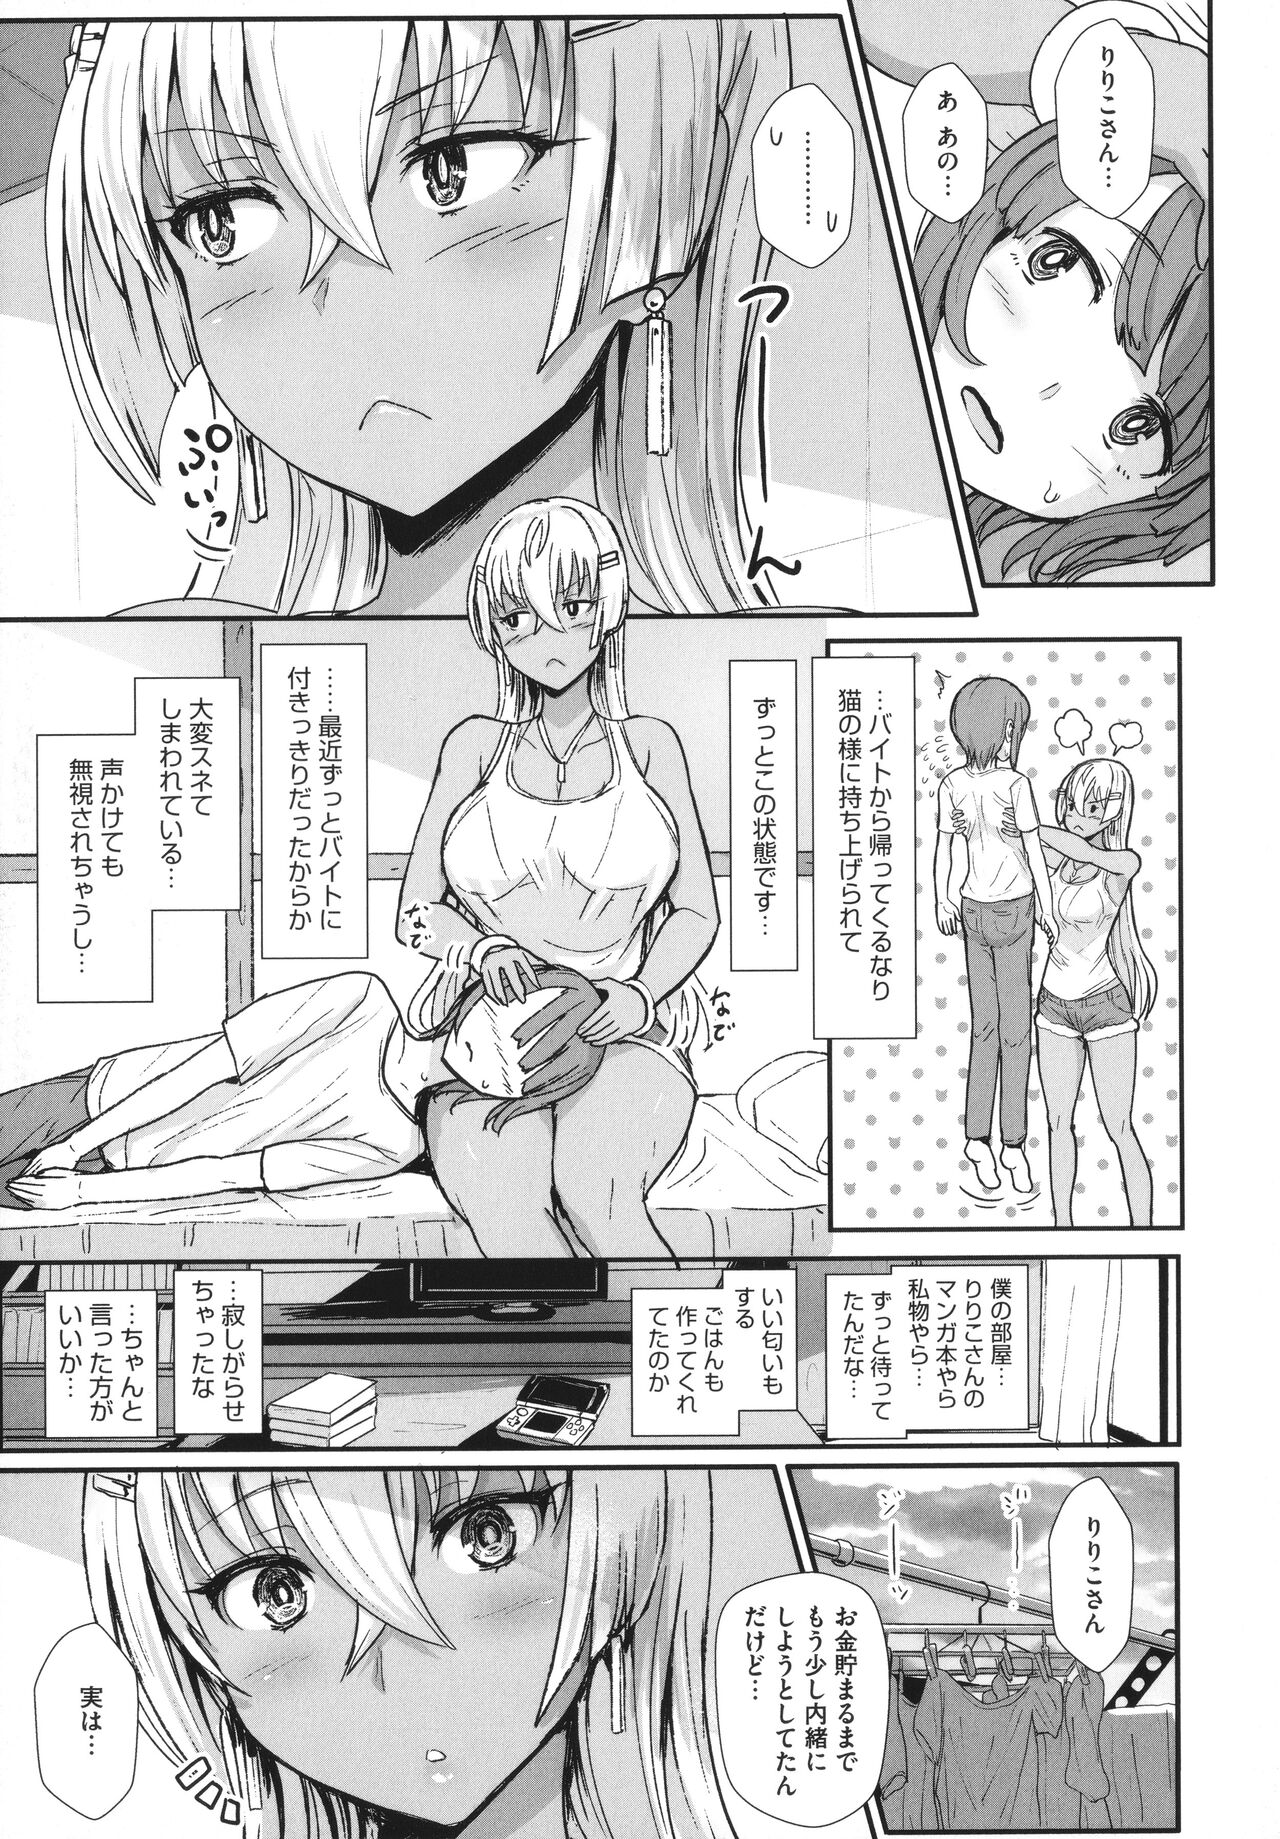 りりこさん…
あ あの…
…………
つーん
ぷいっ
…バイトから帰ってくるなり
猫の様に持ち上げられて
ずっとこの状態です…
……最近ずっとバイトに
付きっきりだったからか
大変スネて
しまわれている…
声かけても
無視されちゃうし…
なで
なで
僕の部屋…
りりこさんの
マンガ本やら
私物やら…
ずっと待って
たんだな…
いい匂いも
する
ごはんも
作ってくれ
てたのか
…寂しがらせ
ちゃったな
…ちゃんと
言った方が
いいか…
りりこさん
ジーッ
ジーッ
お金貯まるまで
もう少し内緒に
しようとしてたん
だけど…
実は…